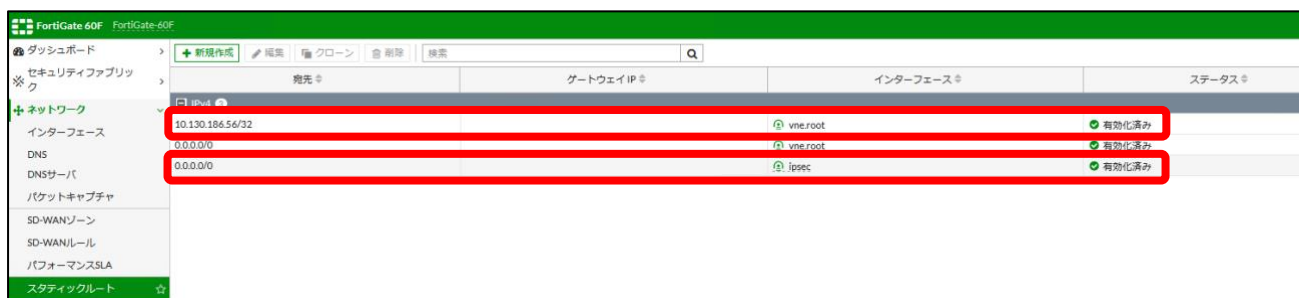 FortiGate 60F FortiGate-60F
ダッシュボード
セキュリティファブリック
ネットワーク
インターフェース
DNS
DNSサーバ
パケットキャプチャ
SD-WANゾーン
SD-WANルール
パフォーマンスSLA
スタティックルート
新規作成 編集 クローン 削除 検索
宛先 ゲートウェイ IP インターフェース ステータス
IPv4 3
10.130.186.56/32 vne.root 有効化済み
0.0.0.0/0 vne.root 有効化済み
0.0.0.0/0 ipsec 有効化済み